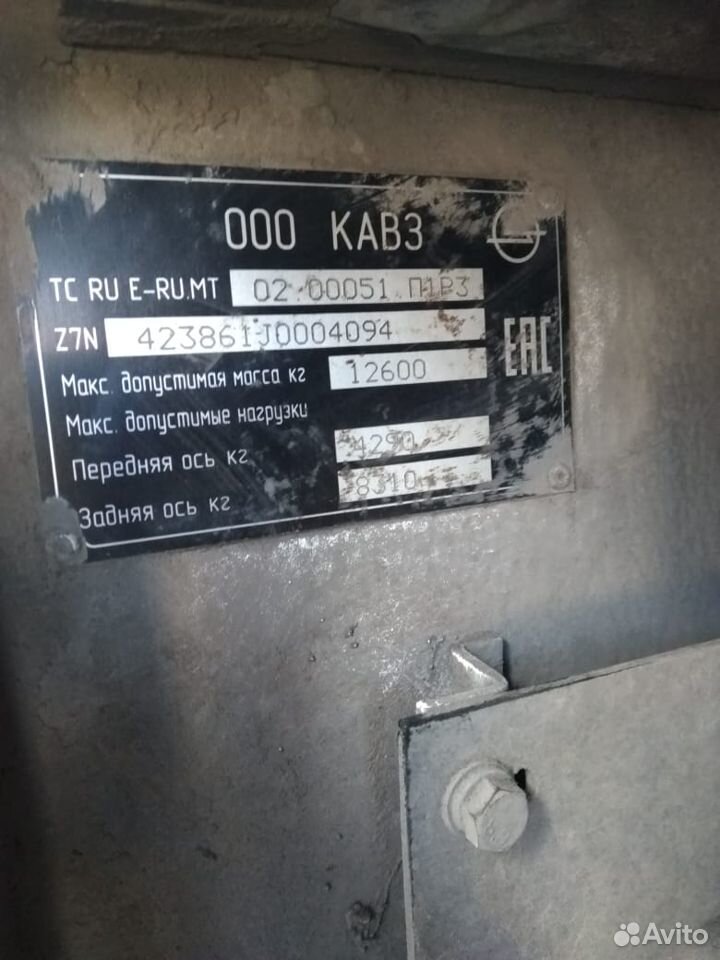 ООО КАВЗ
ТС RU E-RU.MT 02.00051.П1Р3
Z7N 423861J0004094
EAC
Макс. допустимая масса кг 12600
Макс. допустимые нагрузки
Передняя ось кг 4290
Задняя ось кг 8310
Avito